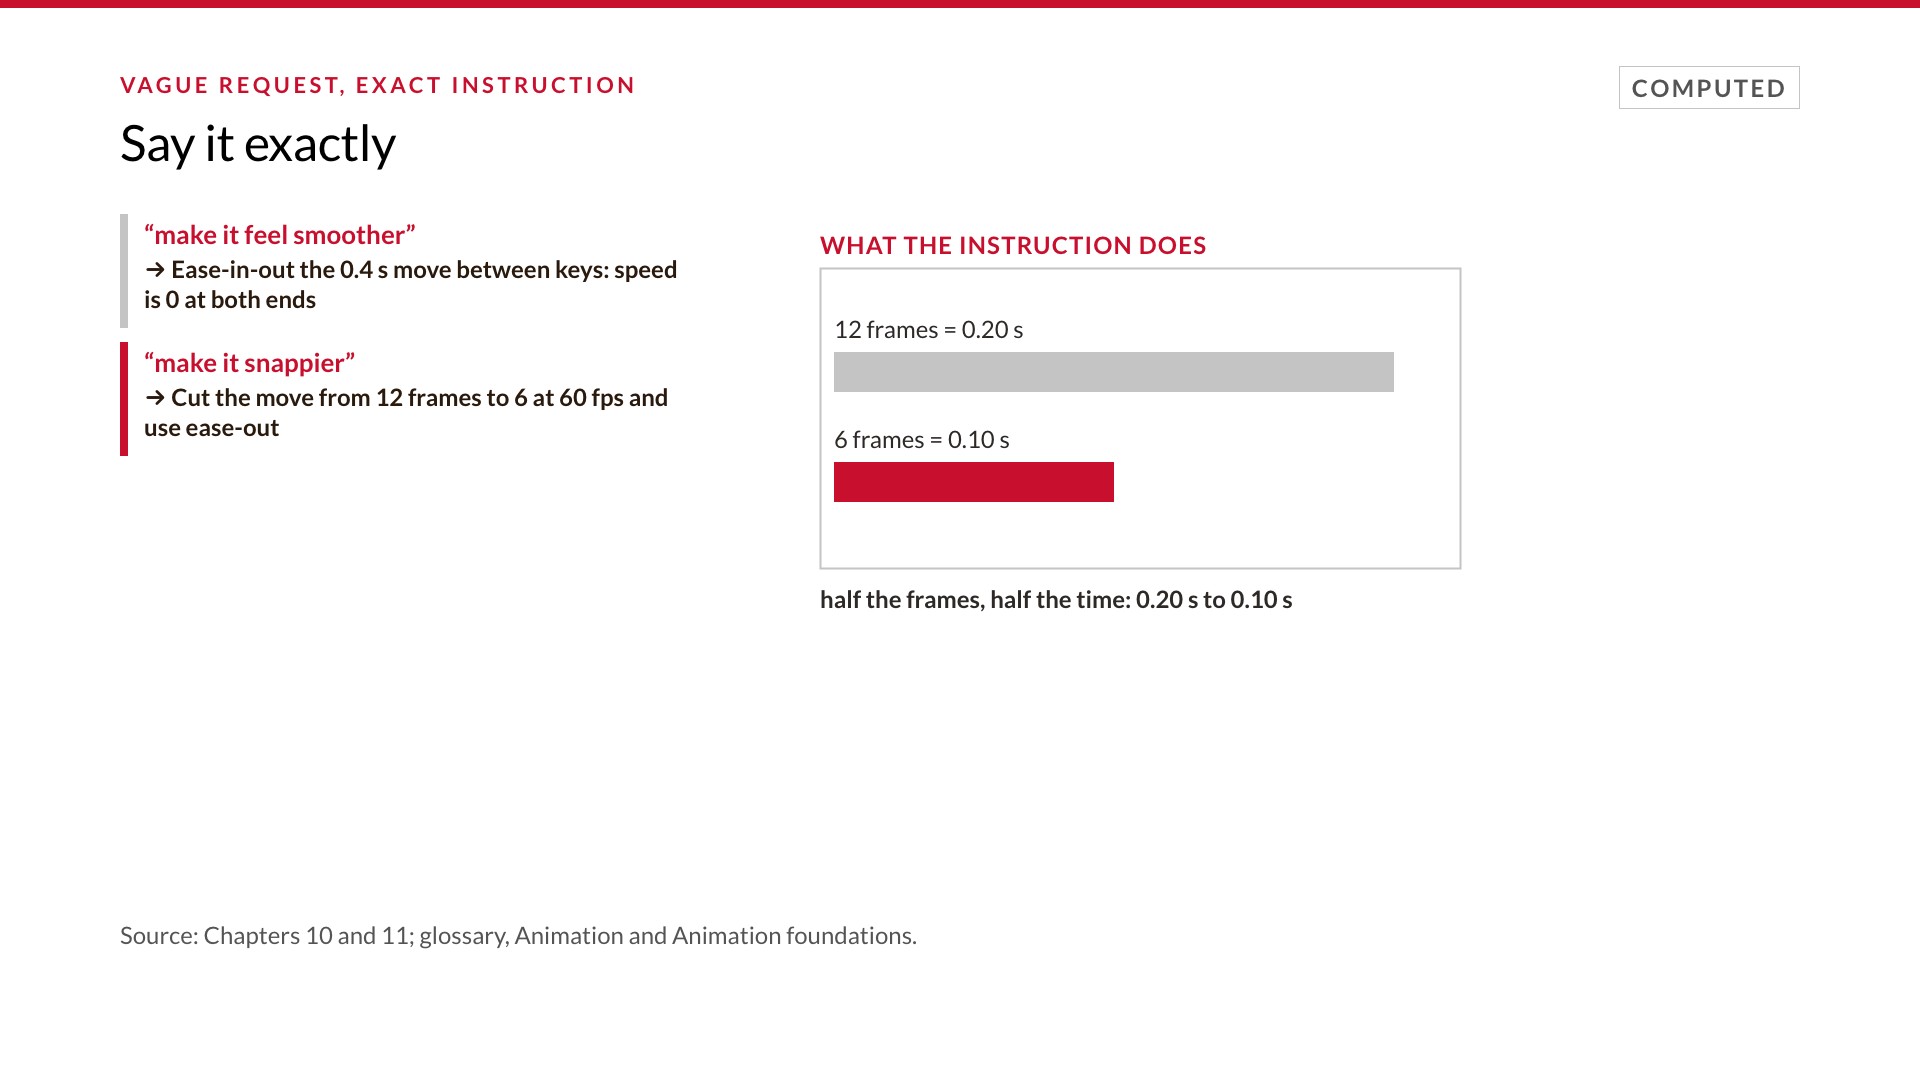 VAGUE REQUEST, EXACT INSTRUCTION
COMPUTED
Say it exactly
“make it feel smoother”
→ Ease-in-out the 0.4 s move between keys: speed
is 0 at both ends
“make it snappier”
→ Cut the move from 12 frames to 6 at 60 fps and
use ease-out
WHAT THE INSTRUCTION DOES
12 frames = 0.20 s
6 frames = 0.10 s
half the frames, half the time: 0.20 s to 0.10 s
Source: Chapters 10 and 11; glossary, Animation and Animation foundations.